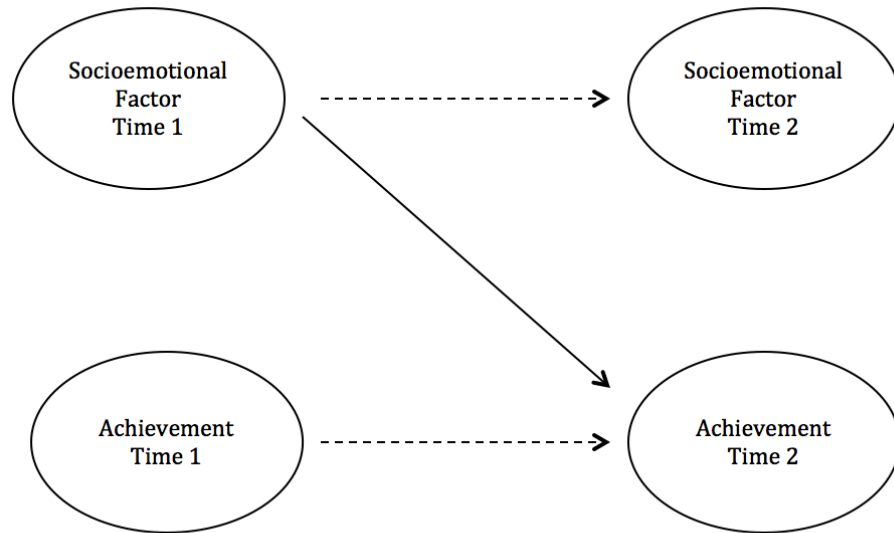 Socioemotional
Factor
Time 1
Socioemotional
Factor
Time 2
Achievement
Time 1
Achievement
Time 2